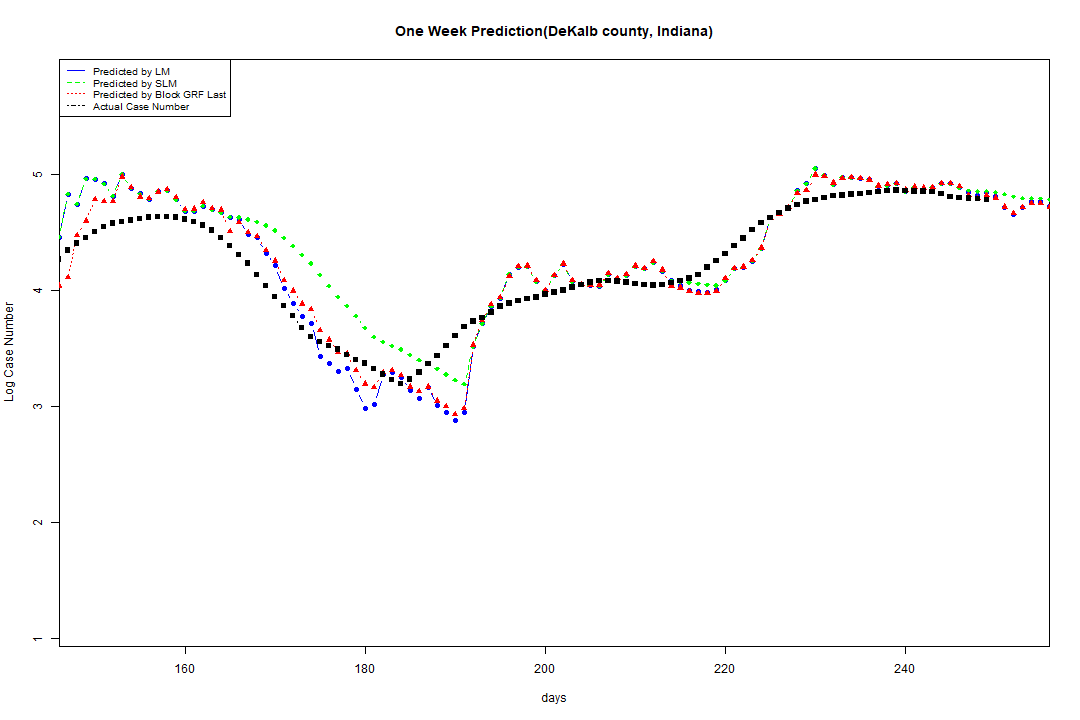 One Week Prediction(DeKalb county, Indiana)
Predicted by LM
Predicted by SLM
Predicted by Block GRF Last
Actual Case Number
5
4
3
2
1
Log Case Number
160 180 200 220 240
days